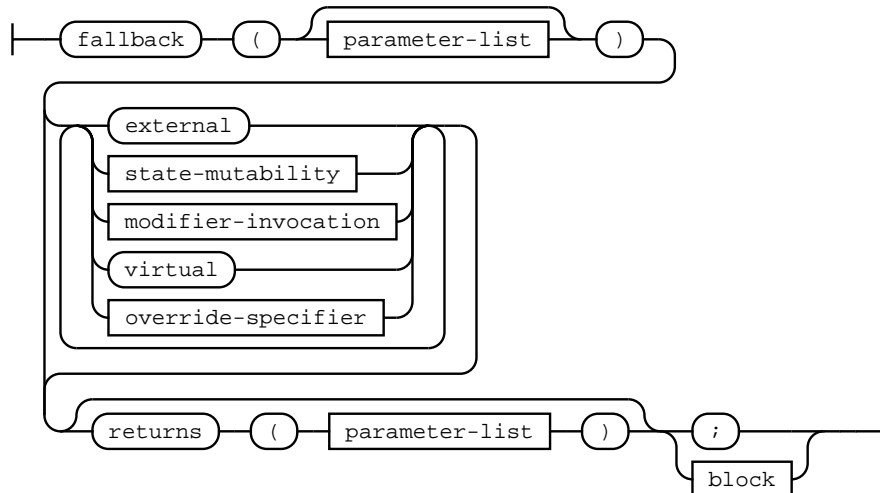 fallback ( parameter-list )
external
state-mutability
modifier-invocation
virtual
override-specifier
returns ( parameter-list ) ;
block